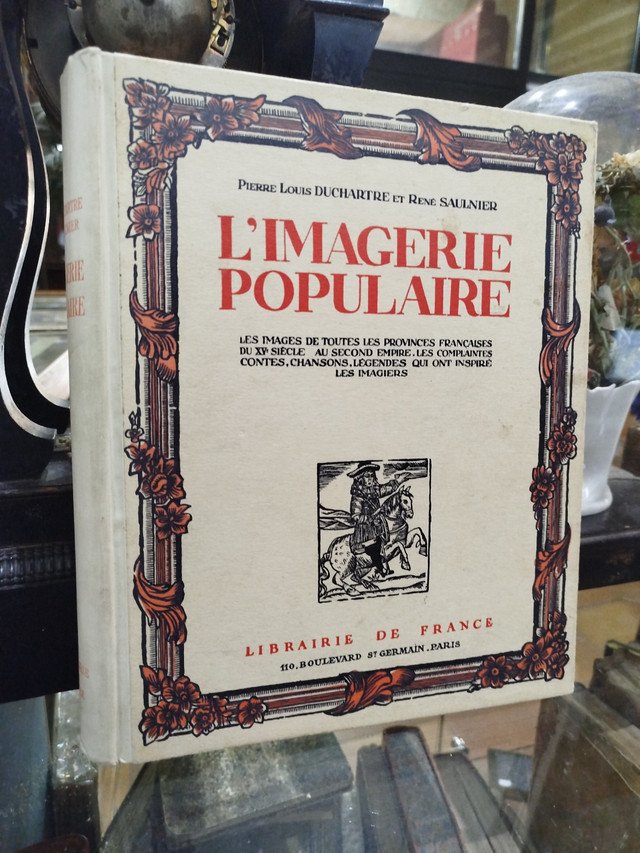 PIERRE LOUIS DUCHARTRE ET RENÉ SAULNIER
L'IMAGERIE
POPULAIRE
LES IMAGES DE TOUTES LES PROVINCES FRANÇAISES
DU XVᵉ SIÈCLE AU SECOND EMPIRE. LES COMPLAINTES
CONTES, CHANSONS, LÉGENDES QUI ONT INSPIRÉ
LES IMAGIERS
LIBRAIRIE DE FRANCE
110, BOULEVARD Sᵗ GERMAIN. PARIS